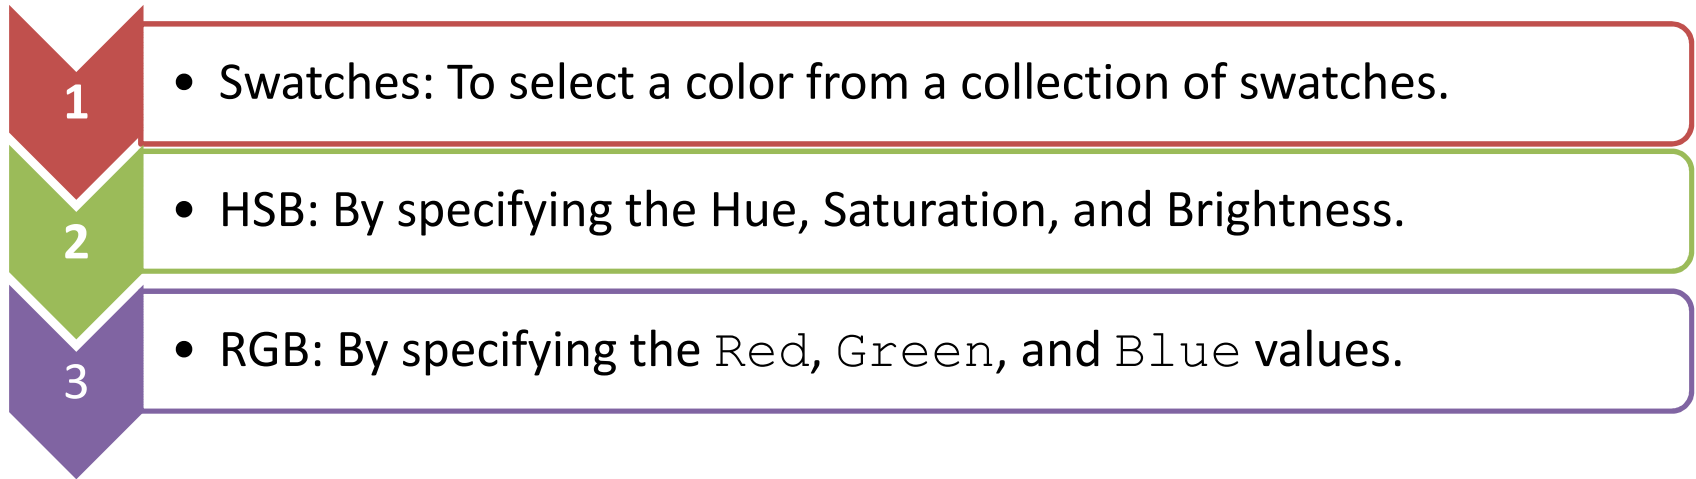 1
• Swatches: To select a color from a collection of swatches.
2
• HSB: By specifying the Hue, Saturation, and Brightness.
3
• RGB: By specifying the Red, Green, and Blue values.